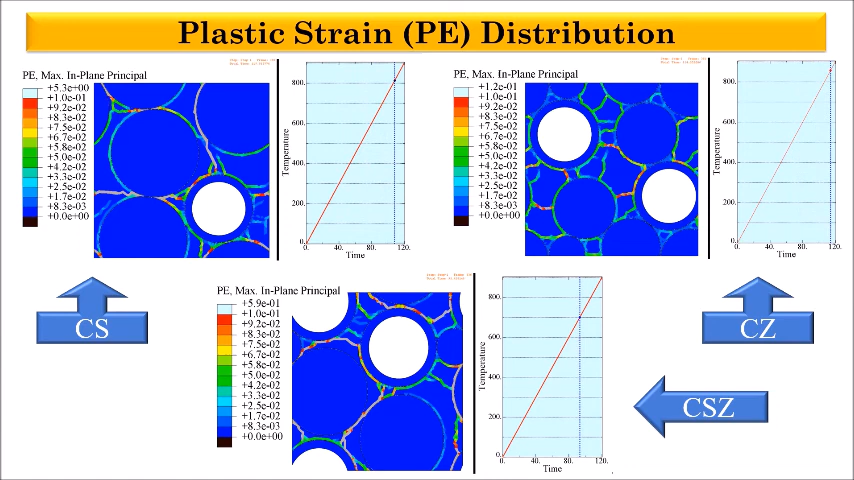 Plastic Strain (PE) Distribution
PE, Max. In-Plane Principal
+5.3e+00
+1.0e-01
+9.2e-02
+8.3e-02
+7.5e-02
+6.7e-02
+5.8e-02
+5.0e-02
+4.2e-02
+3.3e-02
+2.5e-02
+1.7e-02
+8.3e-03
+0.0e+00
Temperature
800.
600.
400.
200.
0.
0. 40. 80. 120.
Time
PE, Max. In-Plane Principal
+1.2e-01
+1.0e-01
+9.2e-02
+8.3e-02
+7.5e-02
+6.7e-02
+5.8e-02
+5.0e-02
+4.2e-02
+3.3e-02
+2.5e-02
+1.7e-02
+8.3e-03
+0.0e+00
Temperature
800.
600.
400.
200.
0.
0. 40. 80. 120.
Time
CS
CZ
PE, Max. In-Plane Principal
+5.9e-01
+1.0e-01
+9.2e-02
+8.3e-02
+7.5e-02
+6.7e-02
+5.8e-02
+5.0e-02
+4.2e-02
+3.3e-02
+2.5e-02
+1.7e-02
+8.3e-03
+0.0e+00
Temperature
800.
600.
400.
200.
0.
0. 40. 80. 120.
Time
CSZ